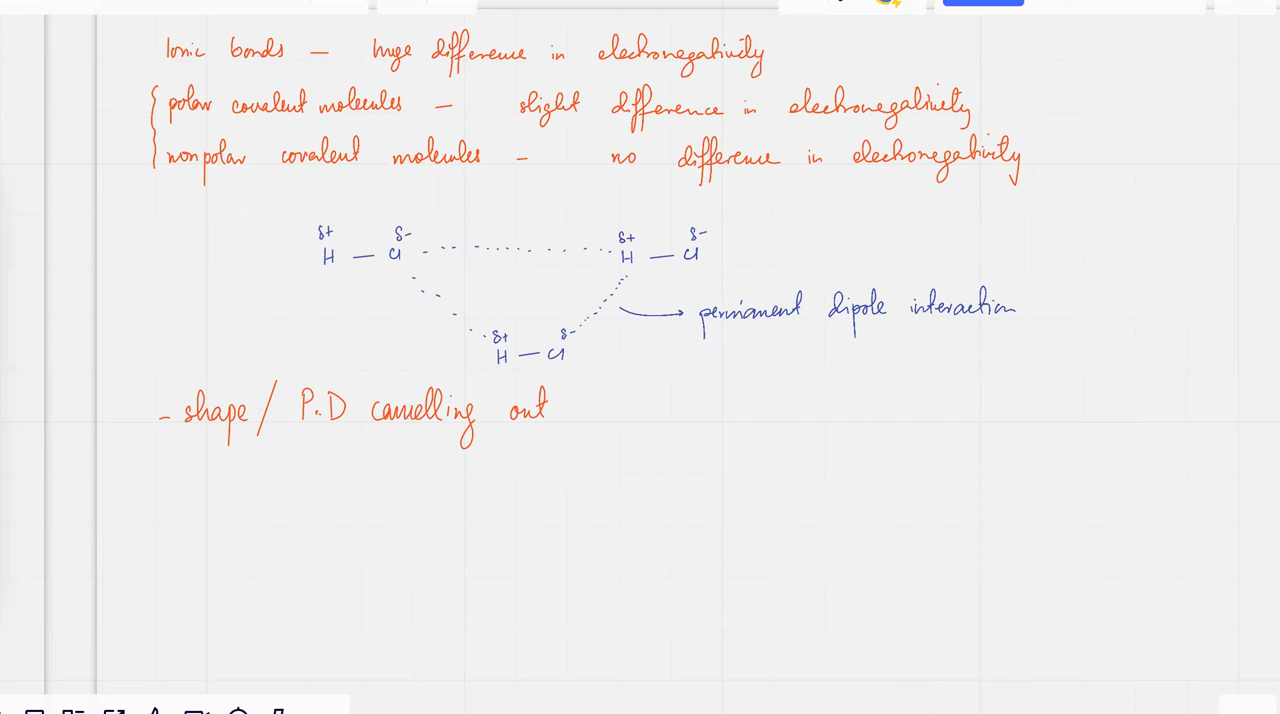 Ionic bonds — huge difference in electronegativity
polar covalent molecules — slight difference in electronegativity
nonpolar covalent molecules - no difference in electronegativity
δ+ δ- δ+ δ-
H — Cl H — Cl
permanent dipole interaction
δ+ δ-
H — Cl
- shape / P.D cancelling out